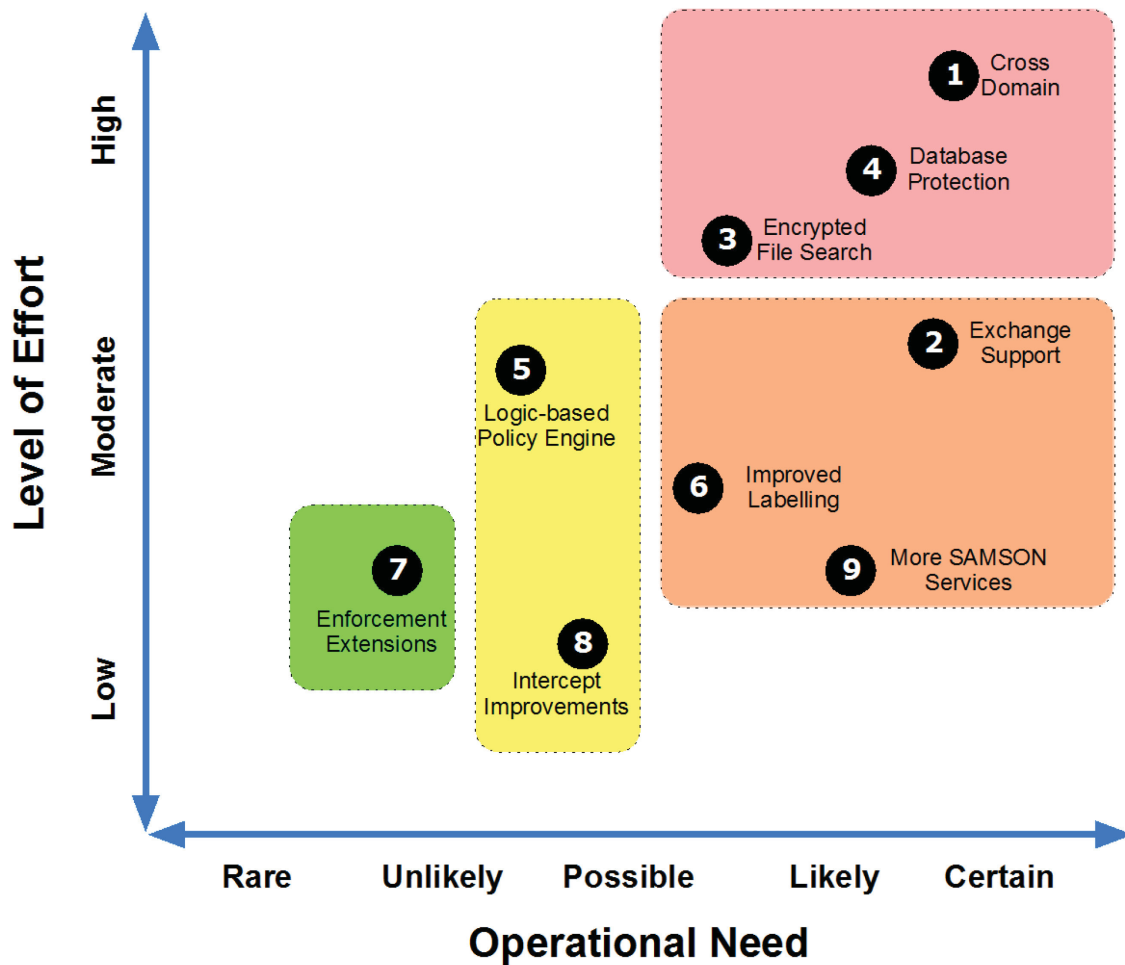 1
Cross
Domain
4
Database
Protection
3
Encrypted
File Search
2
Exchange
Support
5
Logic-based
Policy Engine
6
Improved
Labelling
9
More SAMSON
Services
7
Enforcement
Extensions
8
Intercept
Improvements
Level of Effort
High
Moderate
Low
Rare
Unlikely
Possible
Likely
Certain
Operational Need